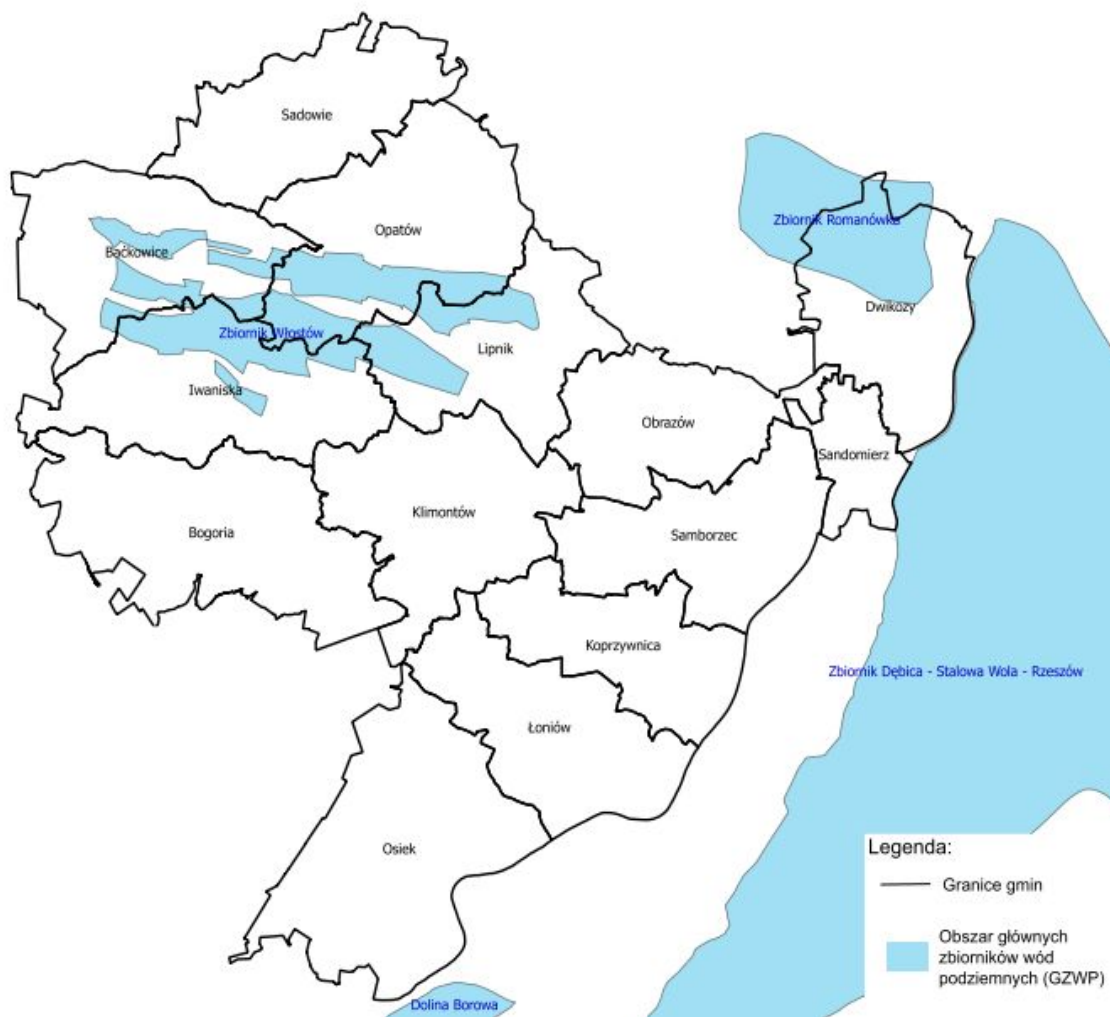 Sadowie
Opatów
Zbiornik Romanówka
Baćkowice
Dwikozy
Zbiornik Włostów
Lipnik
Iwaniska
Obrazów
Sandomierz
Klimontów
Bogoria
Samborzec
Koprzywnica
Zbiornik Dębica - Stalowa Wola - Rzeszów
Łoniów
Osiek
Legenda:
Granice gmin
Obszar głównych
zbiorników wód
podziemnych (GZWP)
Dolina Borowa